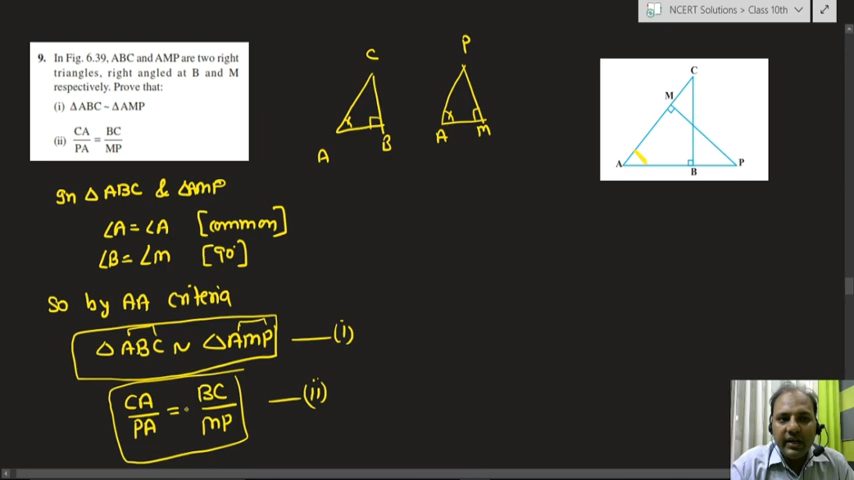 NCERT Solutions > Class 10th
9. In Fig. 6.39, ABC and AMP are two right
triangles, right angled at B and M
respectively. Prove that:
(i) ΔABC ~ ΔAMP
(ii) CA/PA = BC/MP
C
A
B
P
A
M
x
x
C
M
A
B
P
In Δ ABC & ΔAMP
∠A = ∠A [common]
∠B = ∠M [90°]
So by AA criteria
Δ ABC ~ ΔAMP —(i)
CA/PA = BC/MP —(ii)